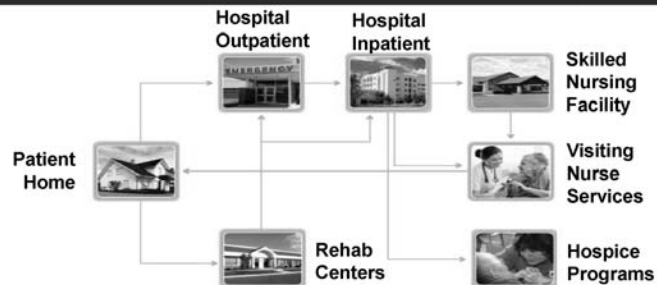 Hospital
Outpatient
Hospital
Inpatient
EMERGENCY
Skilled
Nursing
Facility
Patient
Home
Visiting
Nurse
Services
Rehab
Centers
Hospice
Programs